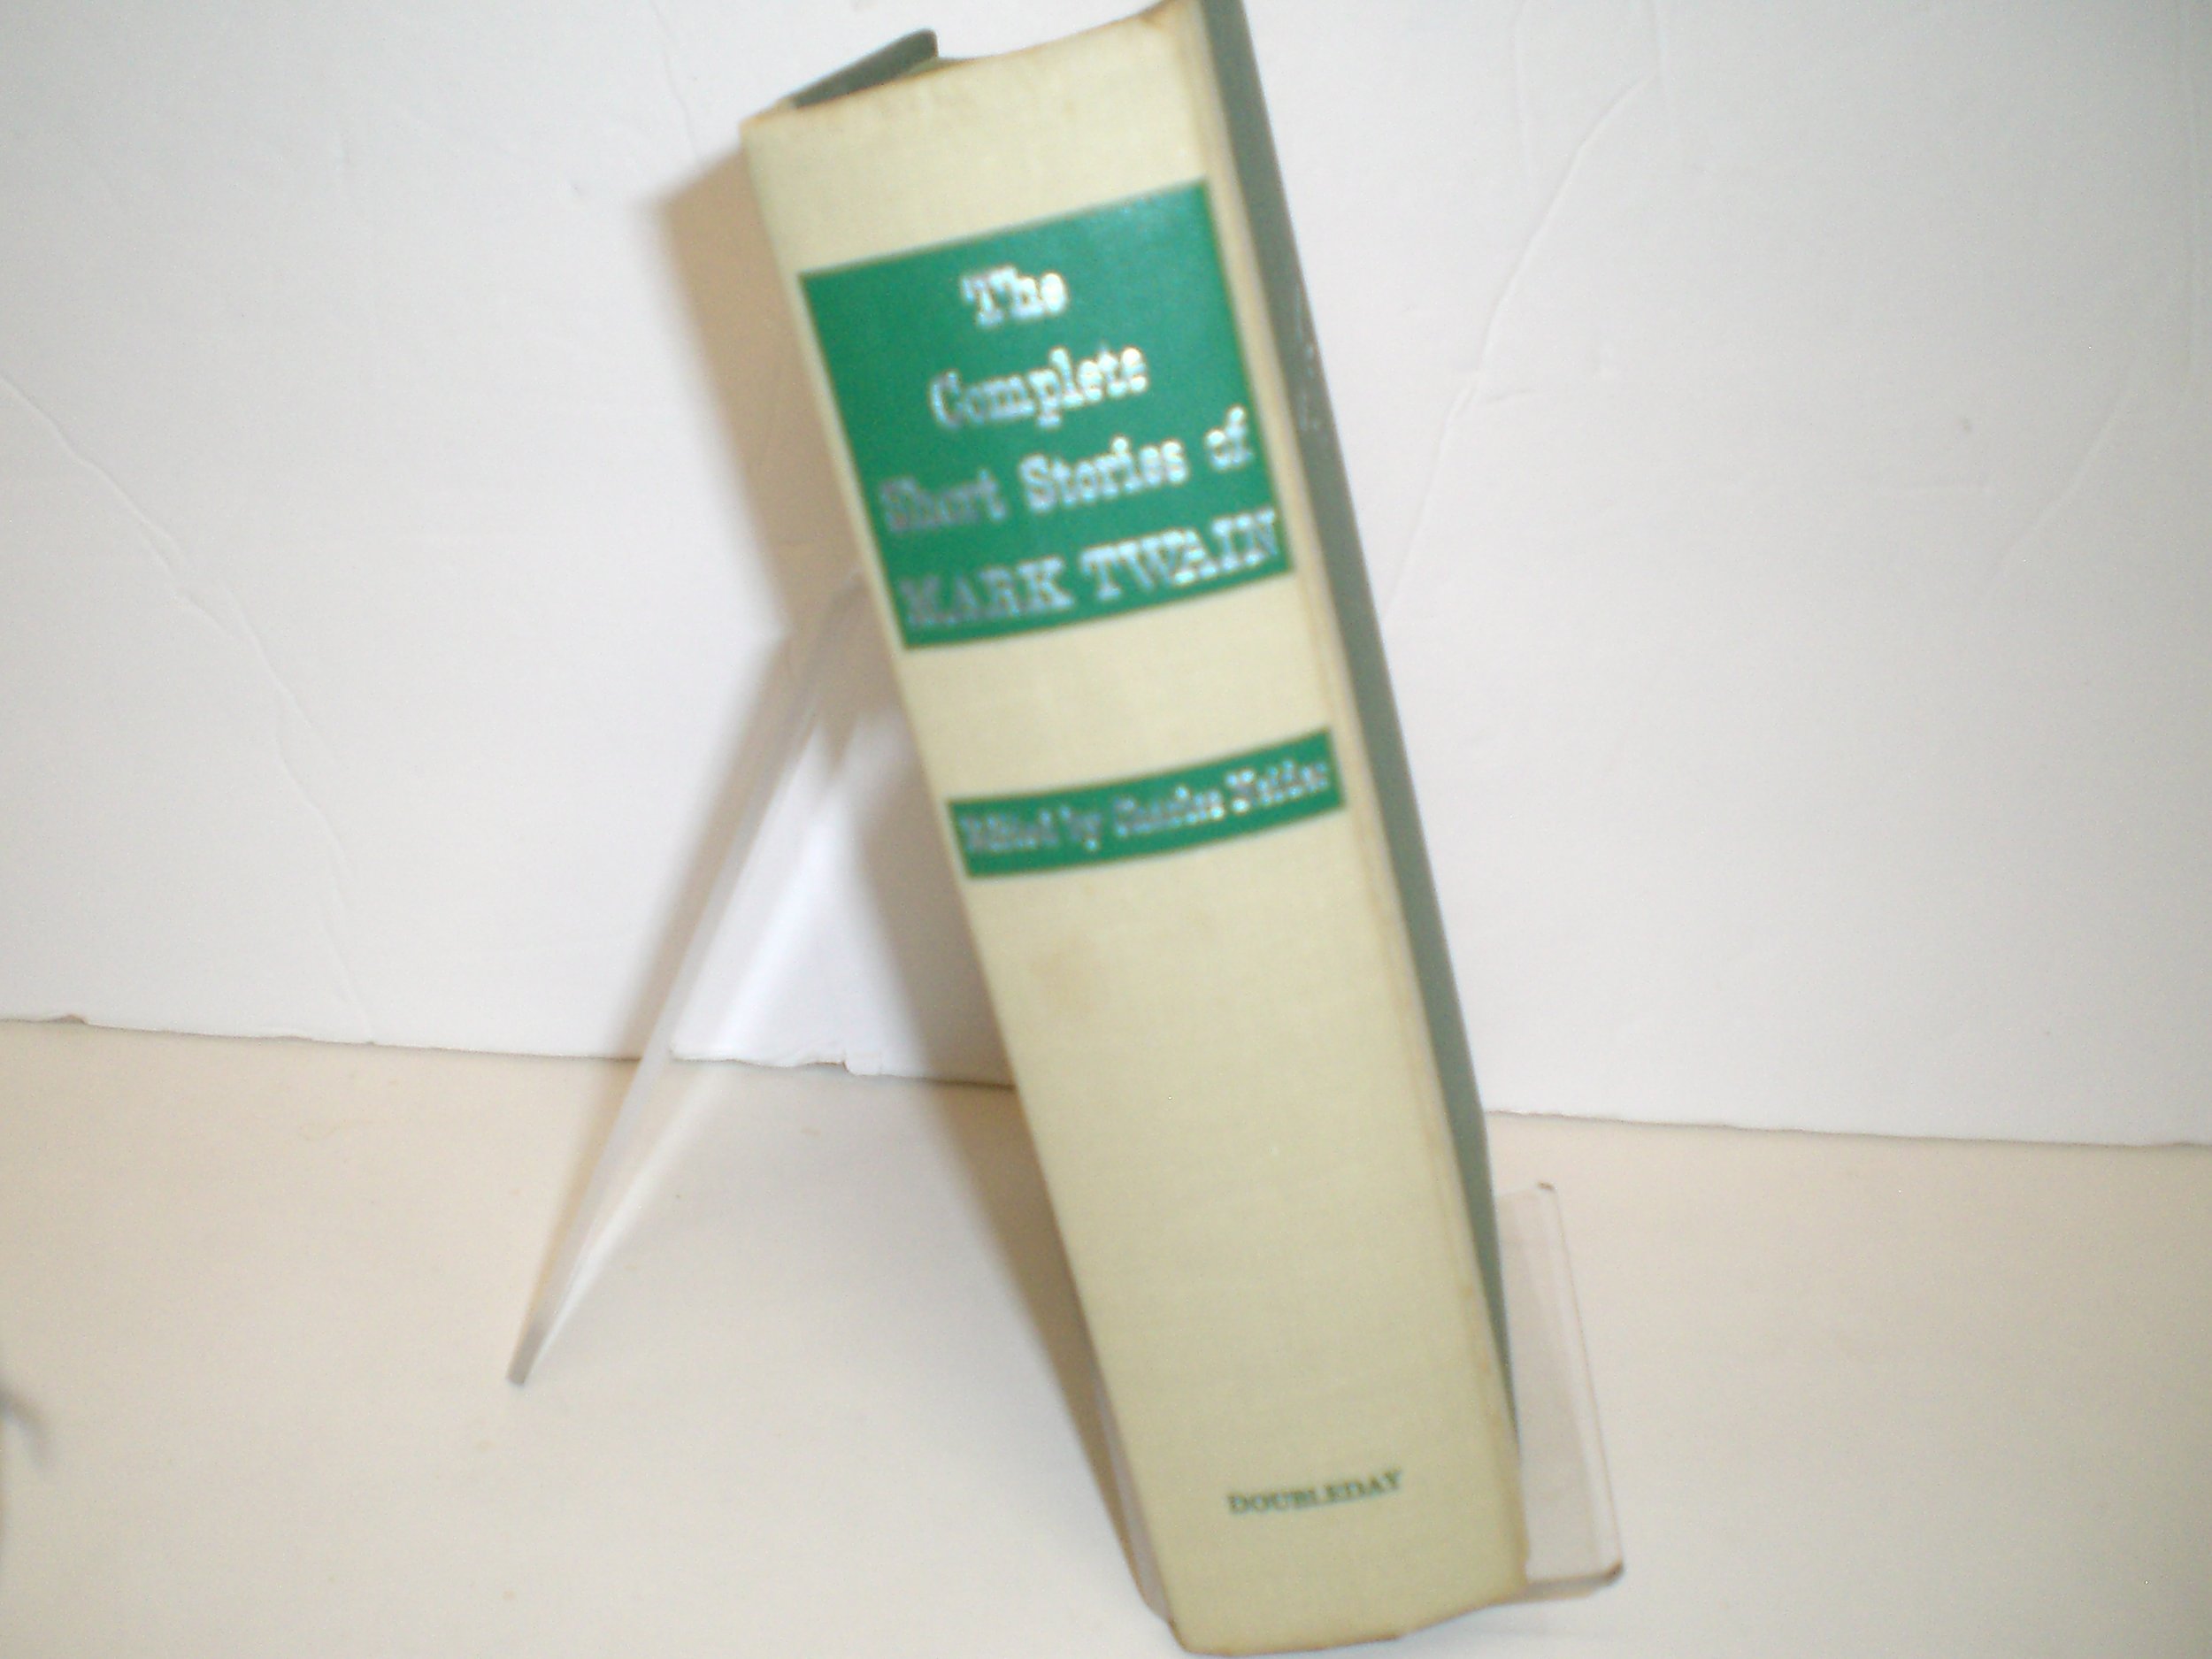 The
Complete
Short Stories of
MARK TWAIN
Edited by Charles Neider
DOUBLEDAY